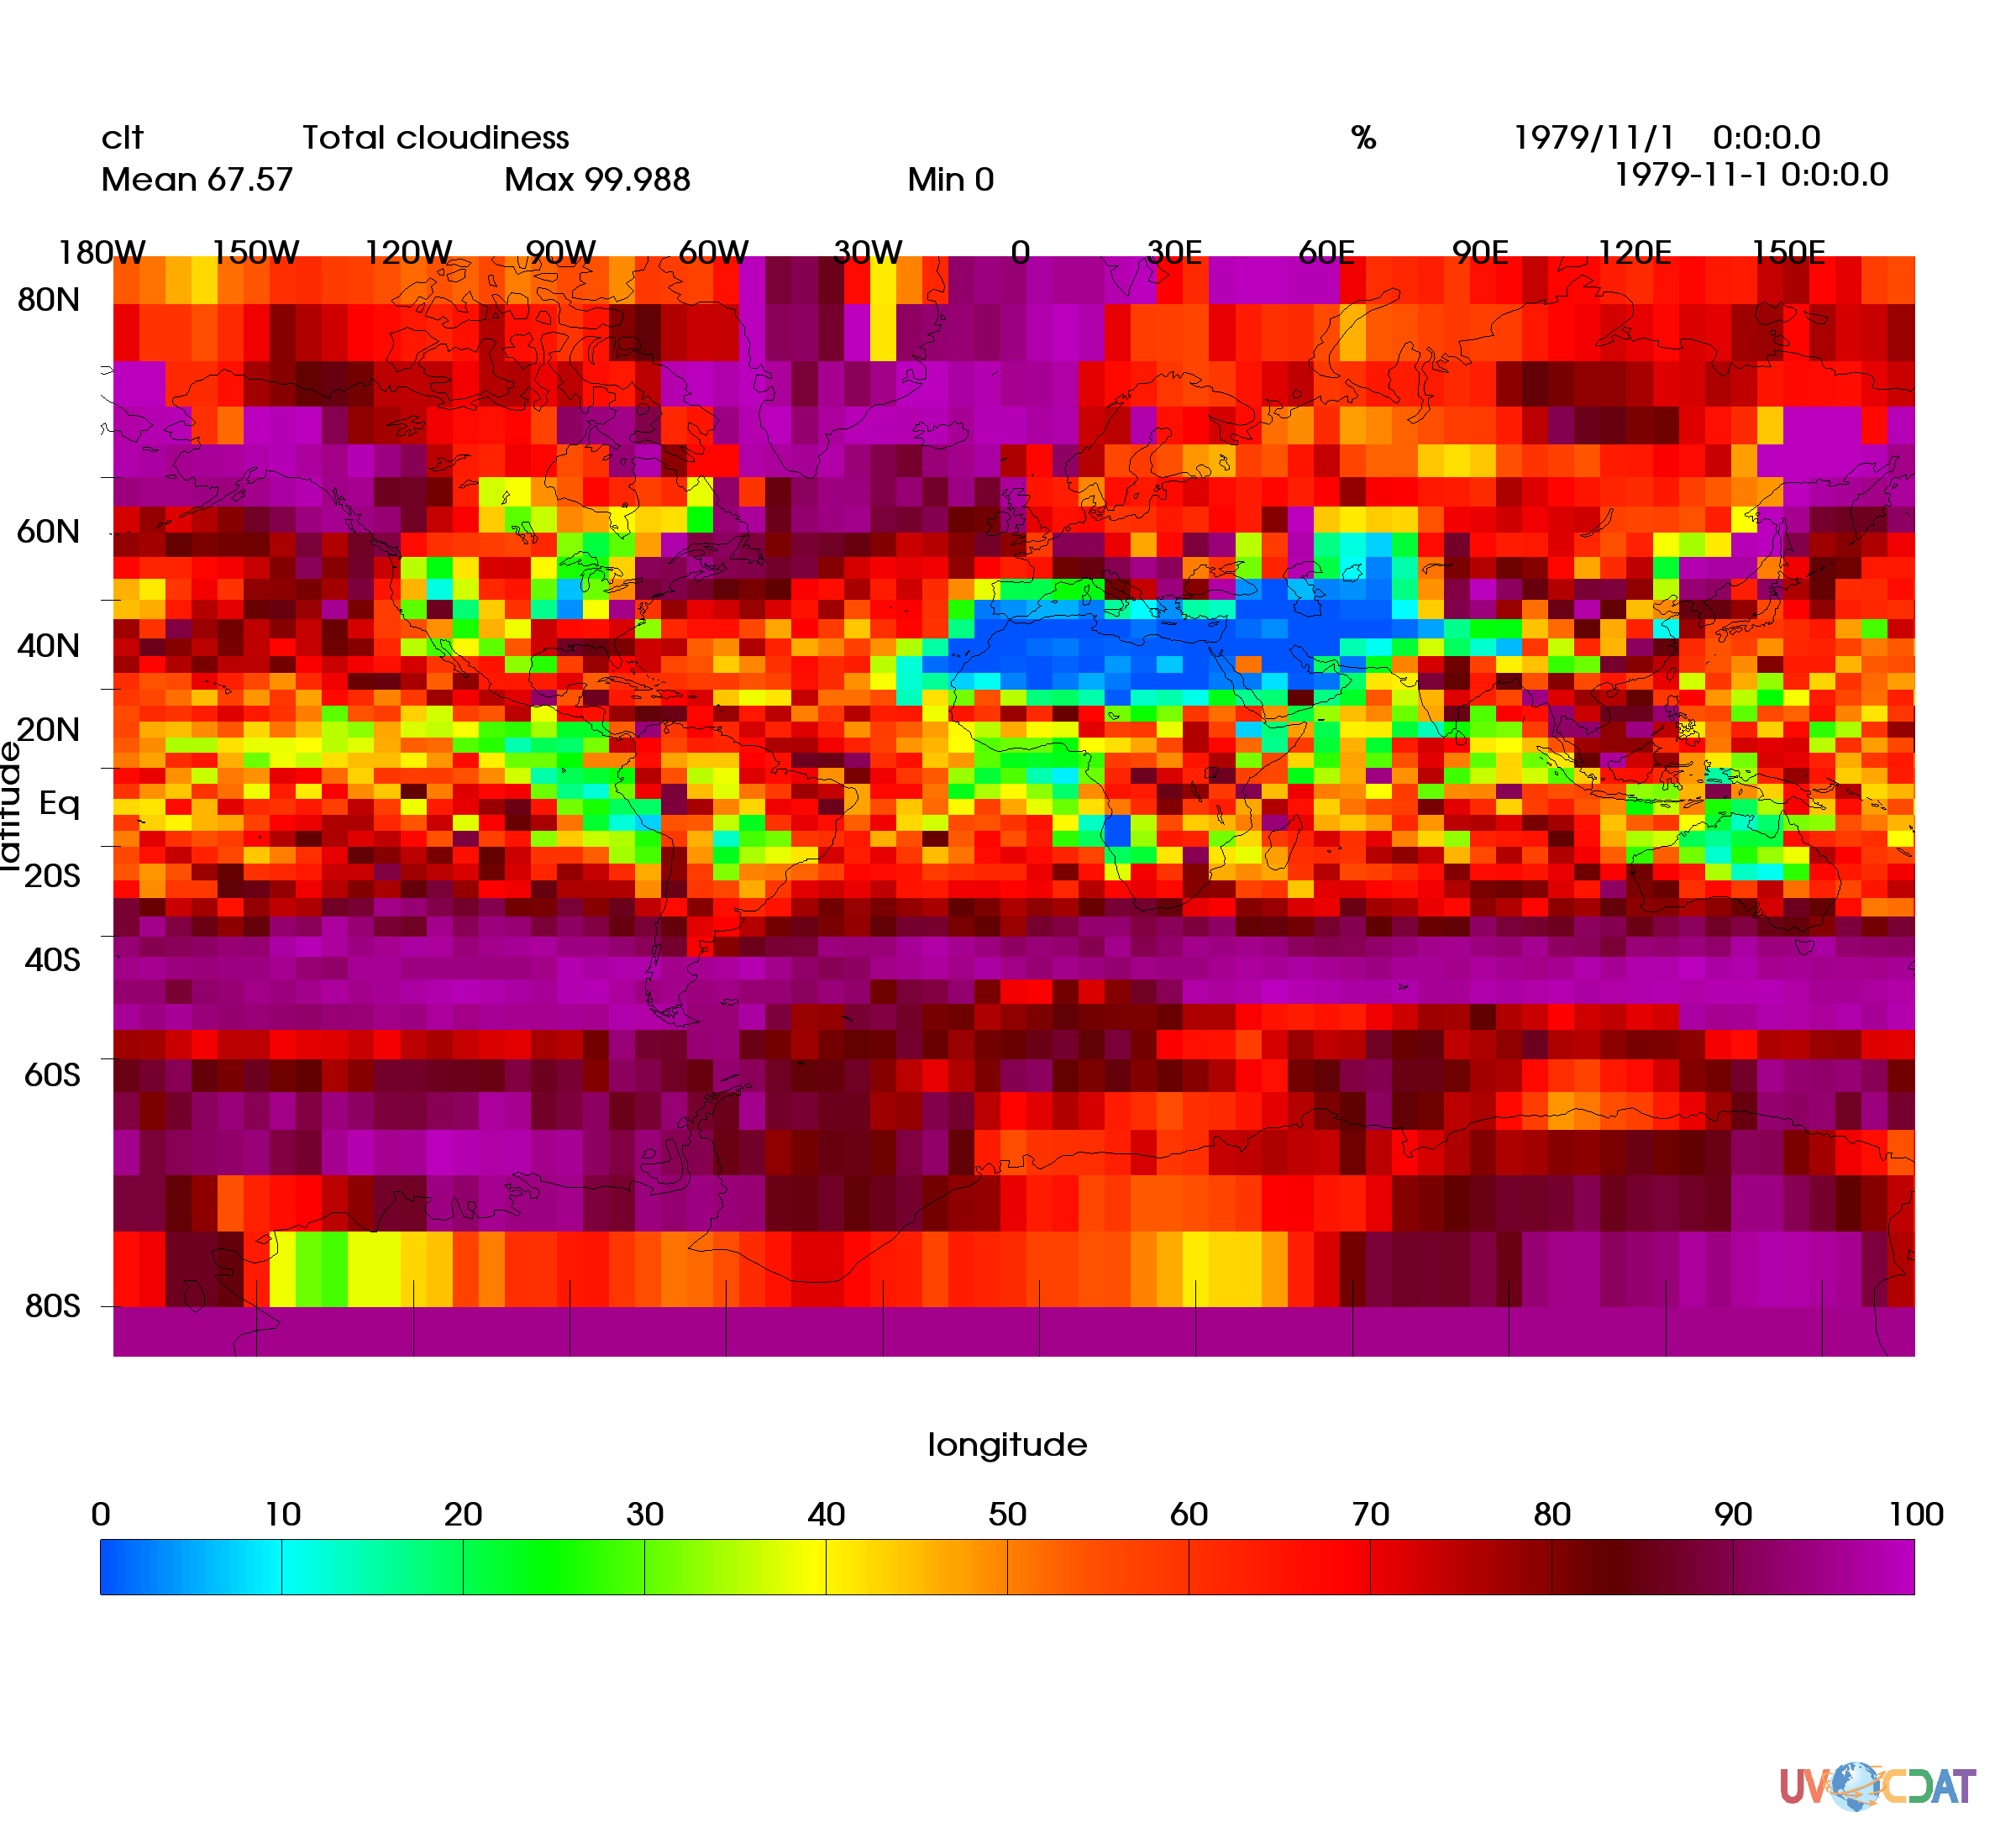 clt Total cloudiness % 1979/11/1 0:0:0.0
Mean 67.57 Max 99.988 Min 0 1979-11-1 0:0:0.0
180W 150W 120W 90W 60W 30W 0 30E 60E 90E 120E 150E
80N
60N
40N
20N
latitude
Eq
20S
40S
60S
80S
longitude
0 10 20 30 40 50 60 70 80 90 100
UVCDAT